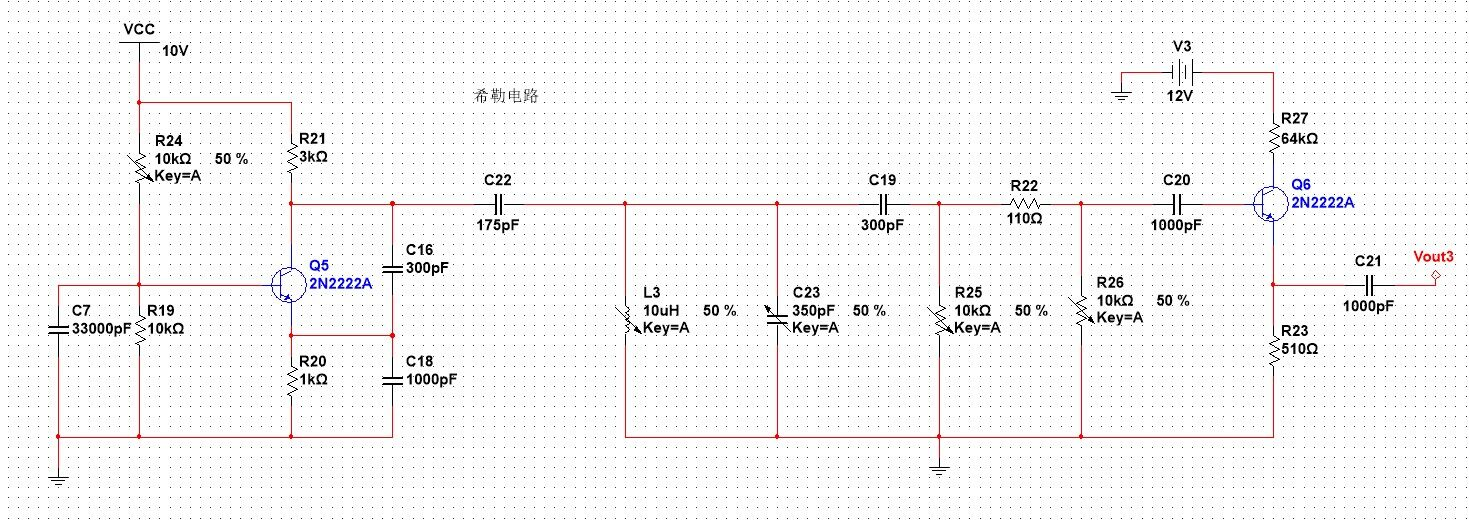 VCC
10V
V3
12V
希勒电路
R24
10kΩ 50 %
Key=A
R21
3kΩ
R27
64kΩ
C22
175pF
C19
300pF
R22
110Ω
C20
1000pF
Q6
2N2222A
C16
300pF
Q5
2N2222A
C21
1000pF
Vout3
C7
33000pF
R19
10kΩ
L3
10uH 50 %
Key=A
C23
350pF 50 %
Key=A
R25
10kΩ 50 %
Key=A
R26
10kΩ 50 %
Key=A
R23
510Ω
R20
1kΩ
C18
1000pF